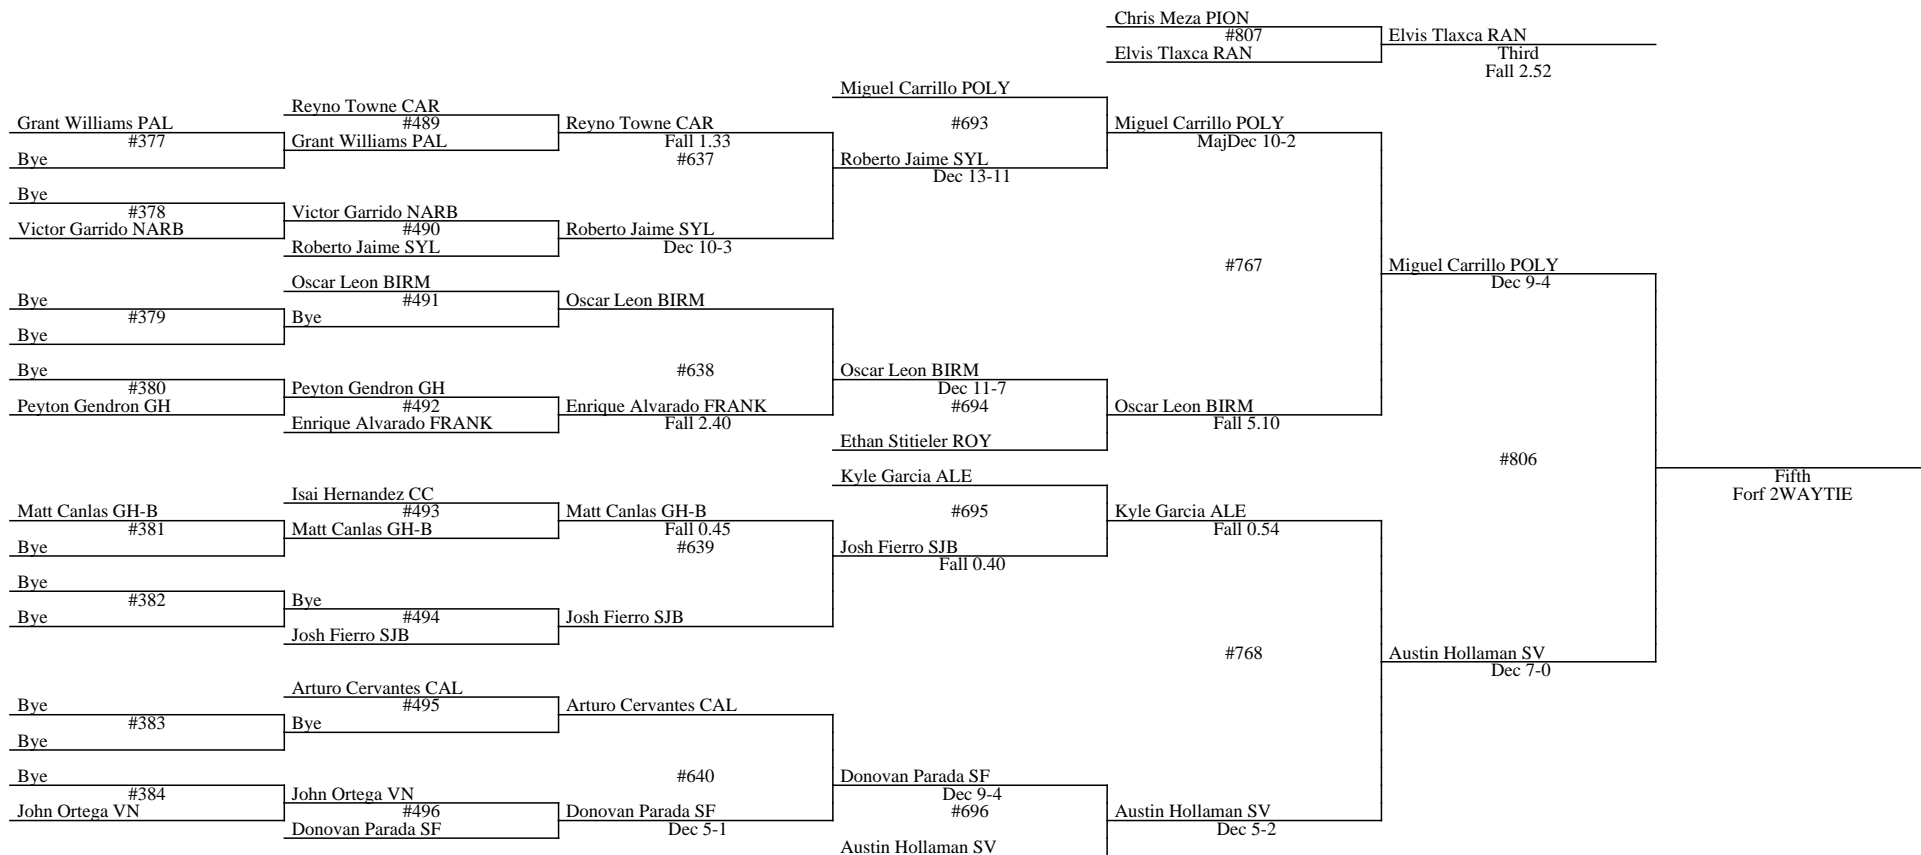 Chris Meza PION
#807
Elvis Tlaxca RAN
Elvis Tlaxca RAN
Third
Fall 2.52
Grant Williams PAL
#377
Bye
Bye
#378
Victor Garrido NARB
Bye
#379
Bye
Bye
#380
Peyton Gendron GH
Matt Canlas GH-B
#381
Bye
Bye
#382
Bye
Bye
#383
Bye
Bye
#384
John Ortega VN
Reyno Towne CAR
#489
Grant Williams PAL
Victor Garrido NARB
#490
Roberto Jaime SYL
Oscar Leon BIRM
#491
Bye
Peyton Gendron GH
#492
Enrique Alvarado FRANK
Isai Hernandez CC
#493
Matt Canlas GH-B
Bye
#494
Josh Fierro SJB
Arturo Cervantes CAL
#495
Bye
John Ortega VN
#496
Donovan Parada SF
Reyno Towne CAR
Fall 1.33
#637
Roberto Jaime SYL
Dec 10-3
Oscar Leon BIRM
#638
Enrique Alvarado FRANK
Fall 2.40
Matt Canlas GH-B
Fall 0.45
#639
Josh Fierro SJB
Arturo Cervantes CAL
#640
Donovan Parada SF
Dec 5-1
Miguel Carrillo POLY
#693
Roberto Jaime SYL
Dec 13-11
Oscar Leon BIRM
Dec 11-7
#694
Ethan Stitieler ROY
Kyle Garcia ALE
#695
Josh Fierro SJB
Fall 0.40
Donovan Parada SF
Dec 9-4
#696
Austin Hollaman SV
Miguel Carrillo POLY
MajDec 10-2
#767
Oscar Leon BIRM
Fall 5.10
Kyle Garcia ALE
Fall 0.54
#768
Austin Hollaman SV
Dec 5-2
Miguel Carrillo POLY
Dec 9-4
#806
Austin Hollaman SV
Dec 7-0
Fifth
Forf 2WAYTIE